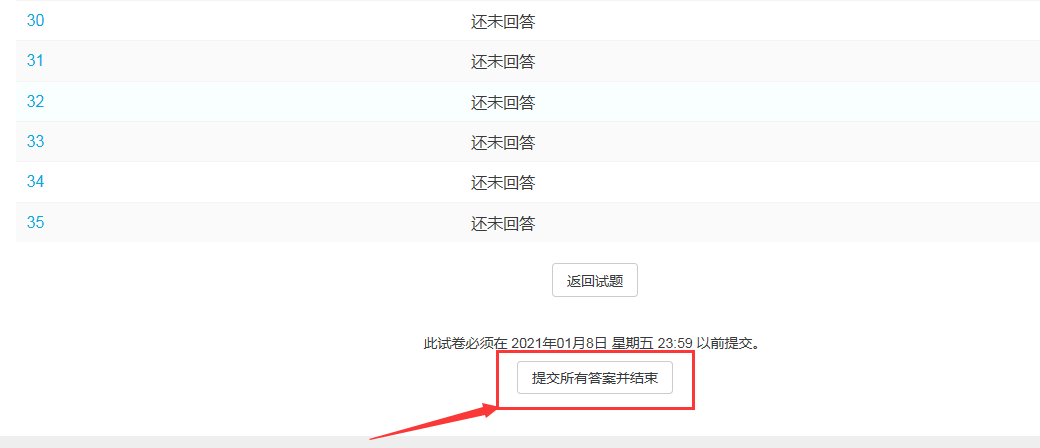 30 还未回答
31 还未回答
32 还未回答
33 还未回答
34 还未回答
35 还未回答
返回试题
此试卷必须在 2021年01月8日 星期五 23:59 以前提交。
提交所有答案并结束